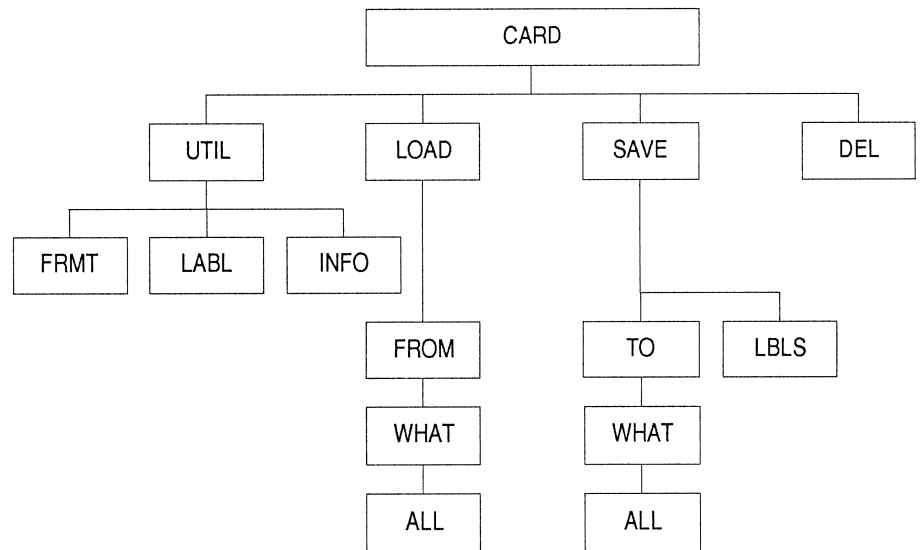 CARD
UTIL LOAD SAVE DEL
FRMT LABL INFO
FROM TO LBLS
WHAT WHAT
ALL ALL